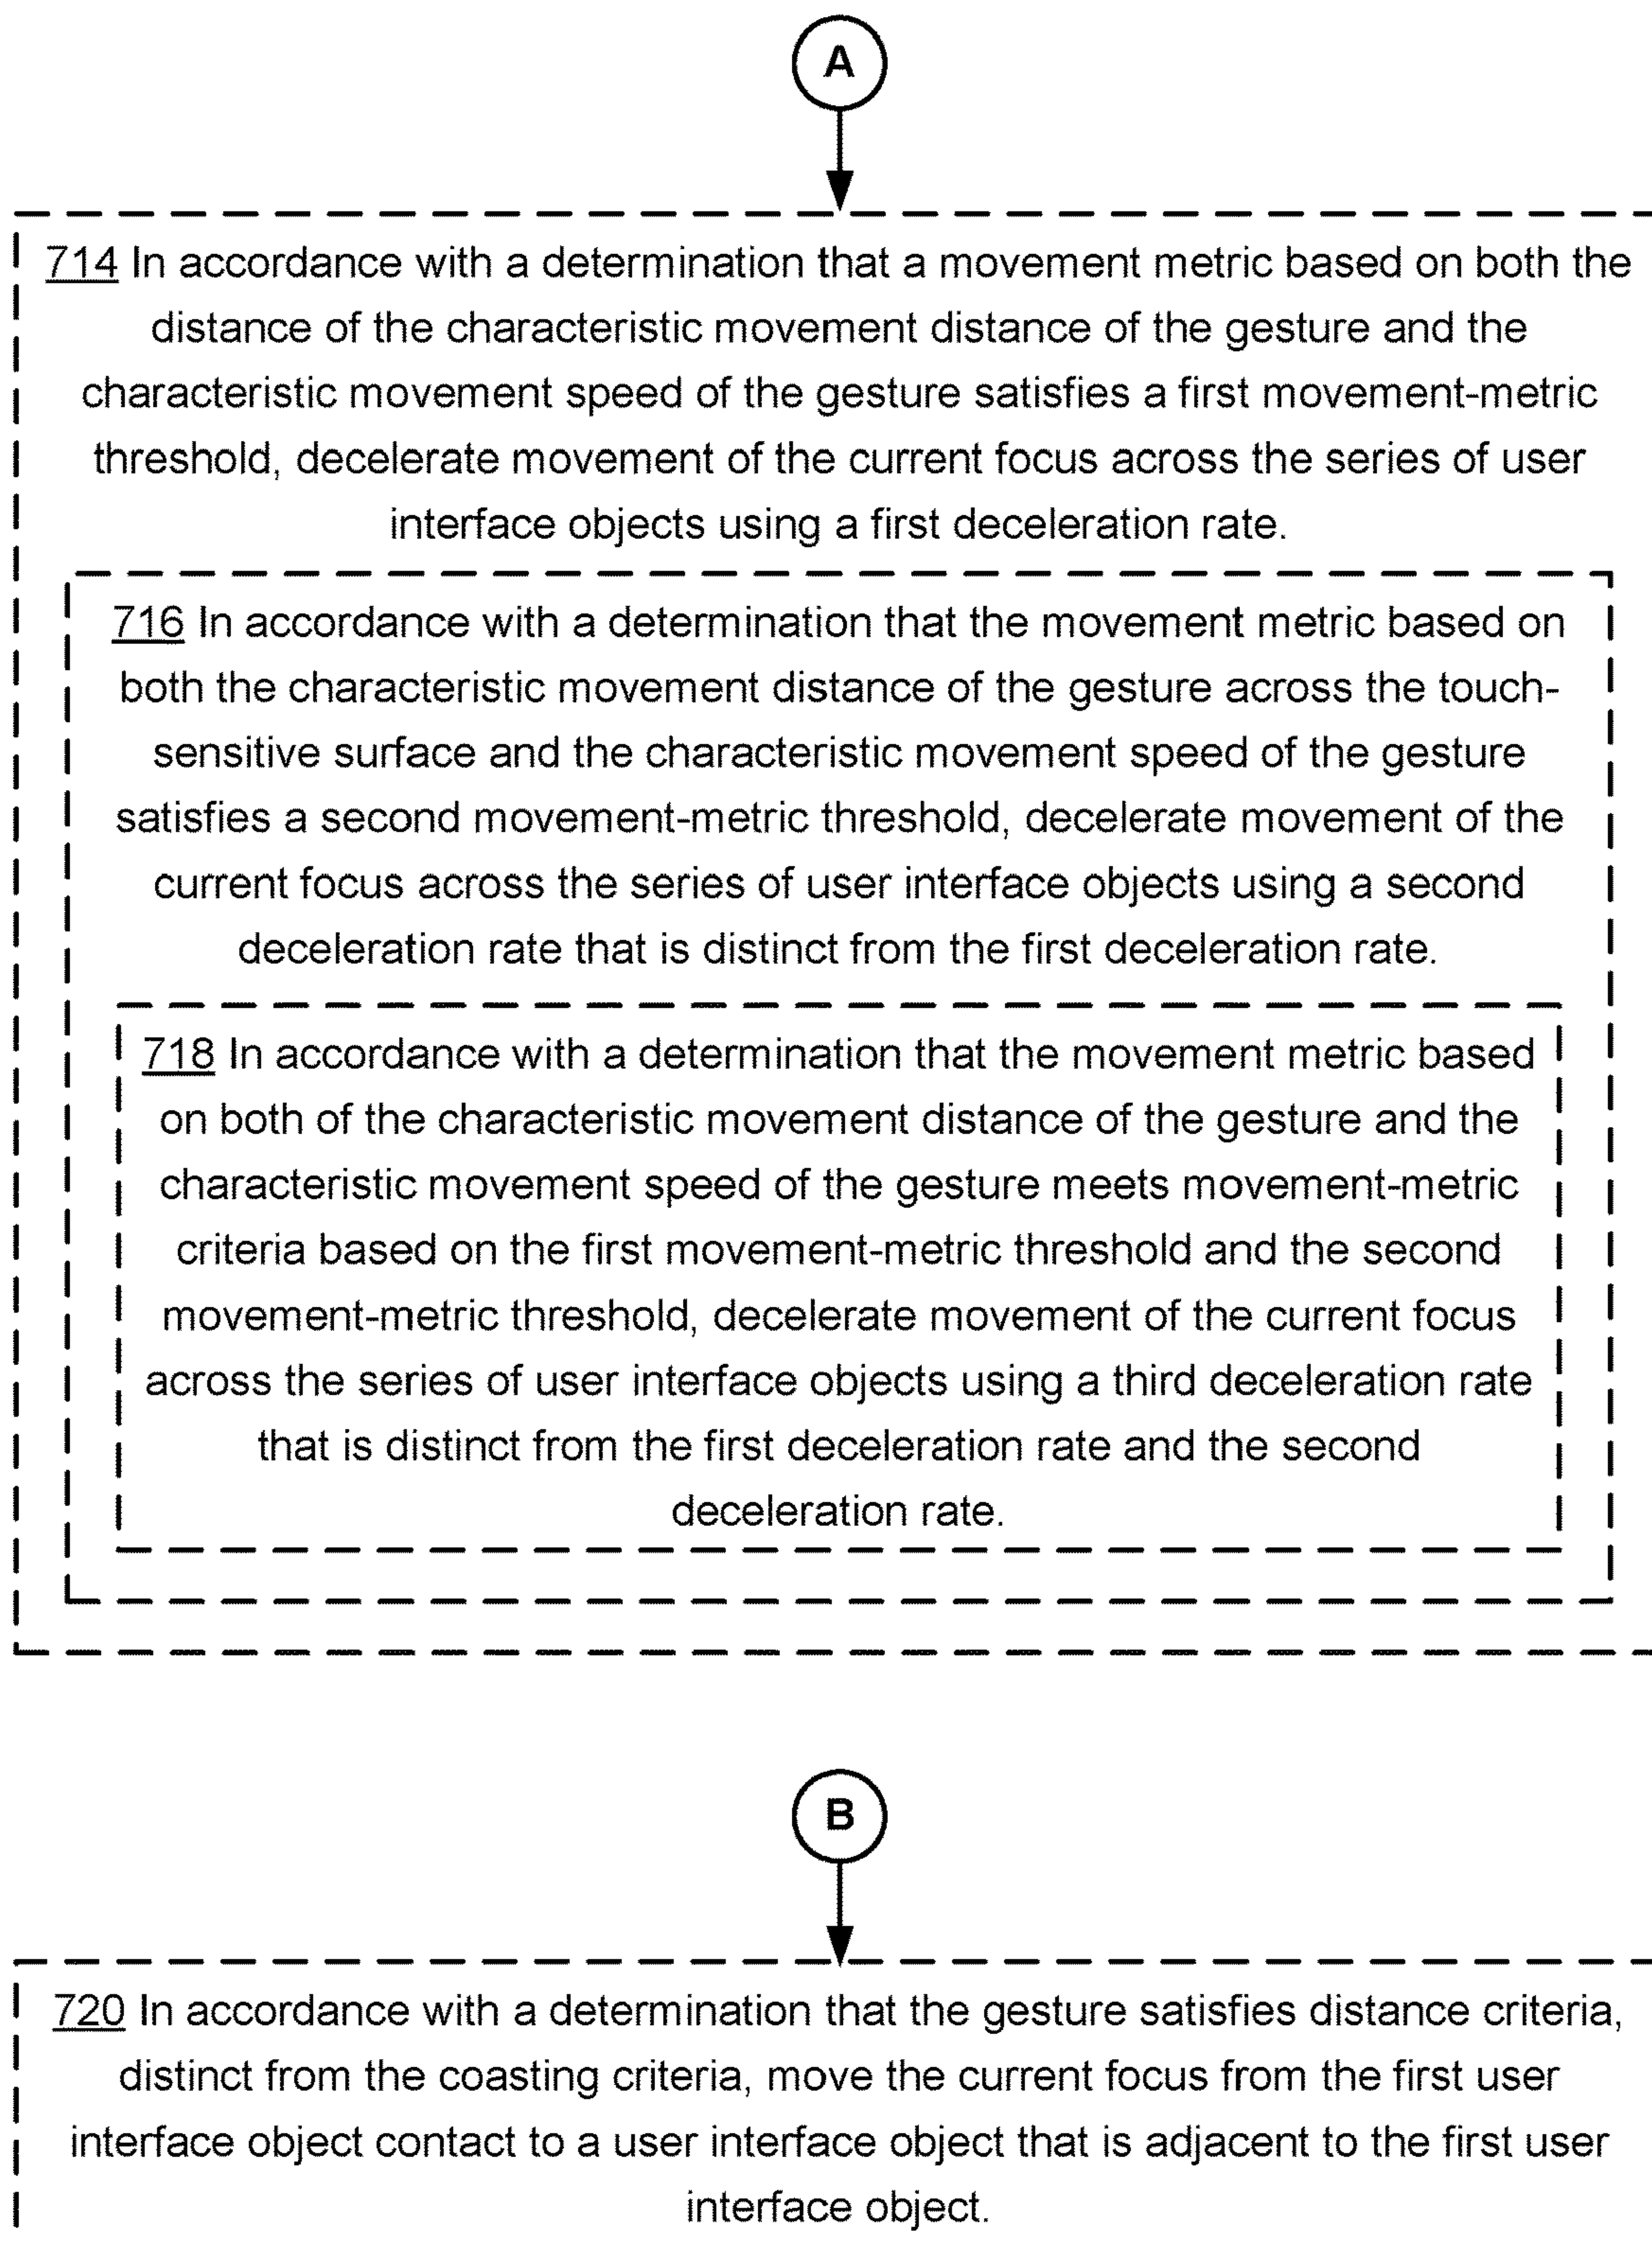 A
714 In accordance with a determination that a movement metric based on both the
distance of the characteristic movement distance of the gesture and the
characteristic movement speed of the gesture satisfies a first movement-metric
threshold, decelerate movement of the current focus across the series of user
interface objects using a first deceleration rate.
716 In accordance with a determination that the movement metric based on
both the characteristic movement distance of the gesture across the touch-
sensitive surface and the characteristic movement speed of the gesture
satisfies a second movement-metric threshold, decelerate movement of the
current focus across the series of user interface objects using a second
deceleration rate that is distinct from the first deceleration rate.
718 In accordance with a determination that the movement metric based
on both of the characteristic movement distance of the gesture and the
characteristic movement speed of the gesture meets movement-metric
criteria based on the first movement-metric threshold and the second
movement-metric threshold, decelerate movement of the current focus
across the series of user interface objects using a third deceleration rate
that is distinct from the first deceleration rate and the second
deceleration rate.
B
720 In accordance with a determination that the gesture satisfies distance criteria,
distinct from the coasting criteria, move the current focus from the first user
interface object contact to a user interface object that is adjacent to the first user
interface object.